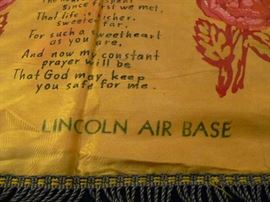 since first we met,
That life is richer,
sweeter far.
For such a sweetheart
as you are,
And now my constant
prayer will be
That God may keep
you safe for me.
LINCOLN AIR BASE